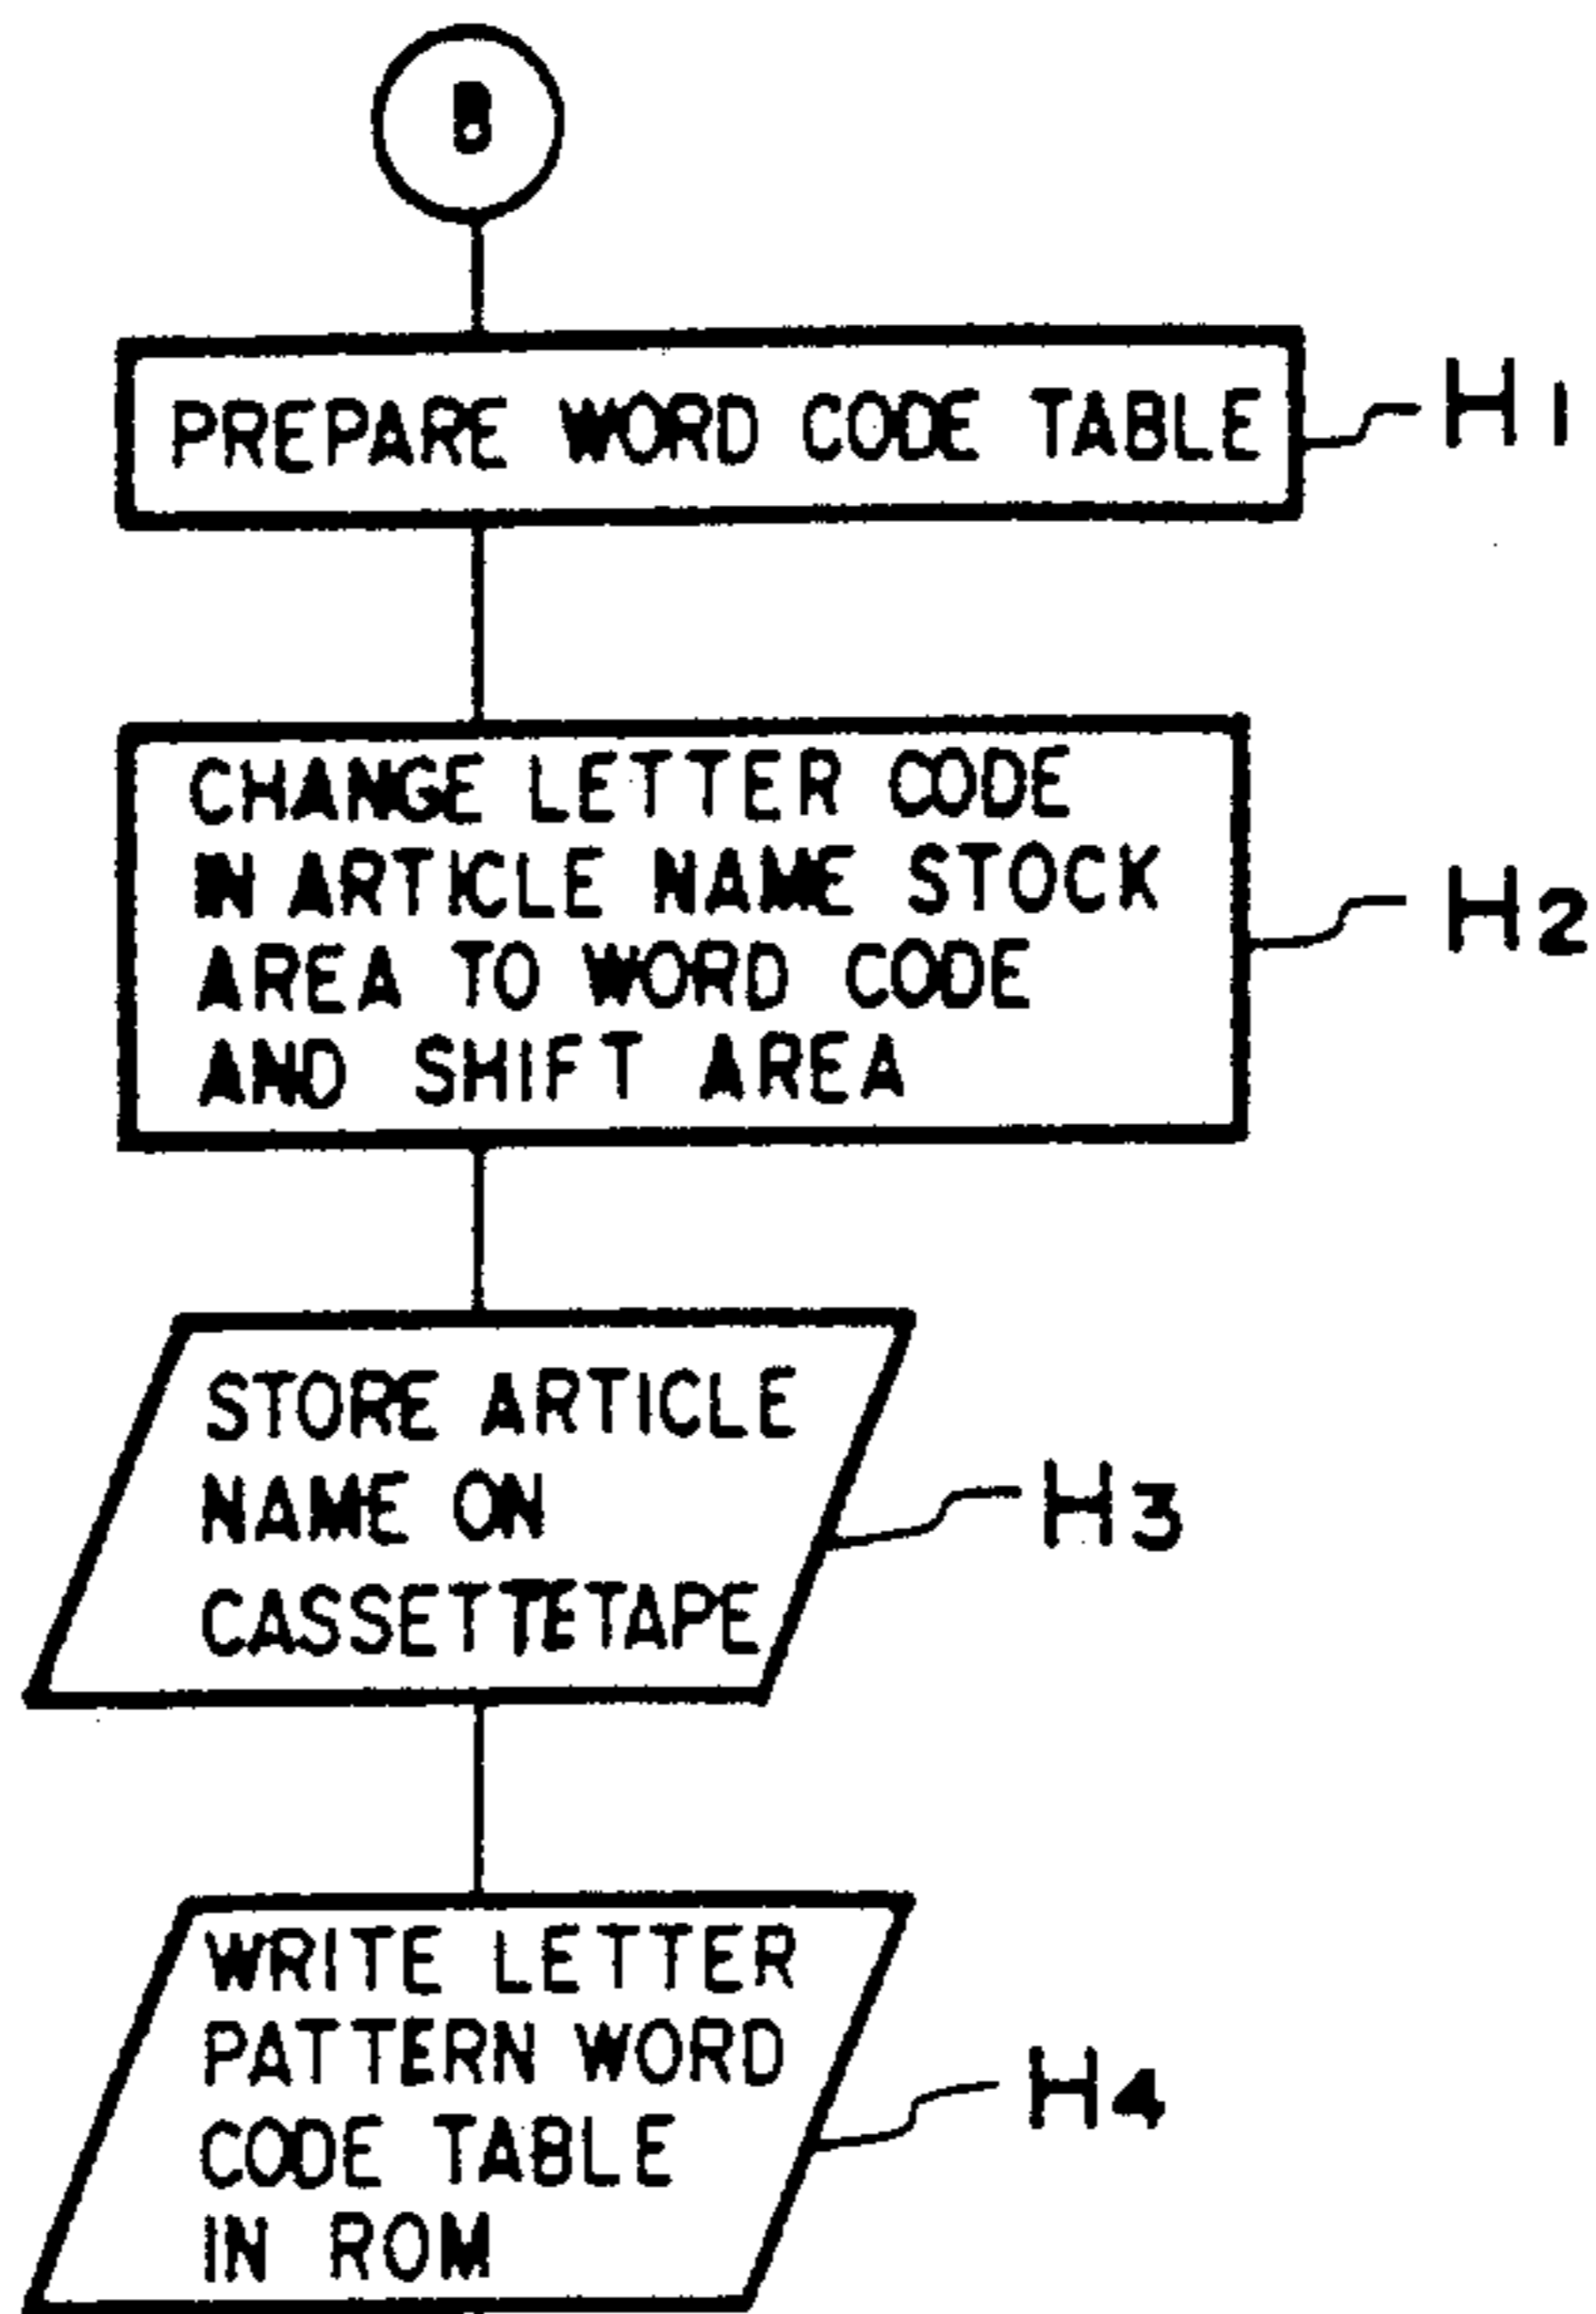 B
PREPARE WORD CODE TABLE
H1
CHANGE LETTER CODE
IN ARTICLE NAME STOCK
AREA TO WORD CODE
AND SHIFT AREA
H2
STORE ARTICLE
NAME ON
CASSETTETAPE
H3
WRITE LETTER
PATTERN WORD
CODE TABLE
IN ROM
H4